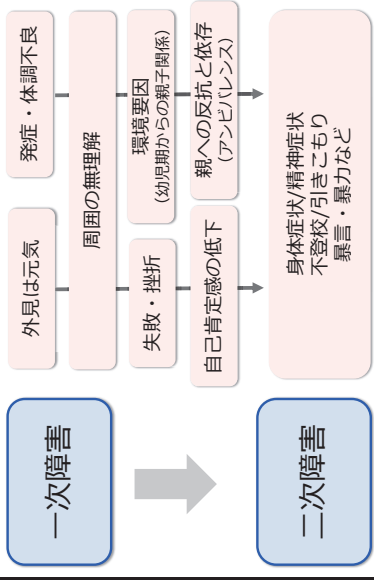 一次障害
外見は元気
発症・体調不良
周囲の無理解
失敗・挫折
環境要因
(幼児期からの親子関係)
自己肯定感の低下
親への反抗と依存
(アンビバレンス)
二次障害
身体症状/精神症状
不登校/引きこもり
暴言・暴力など